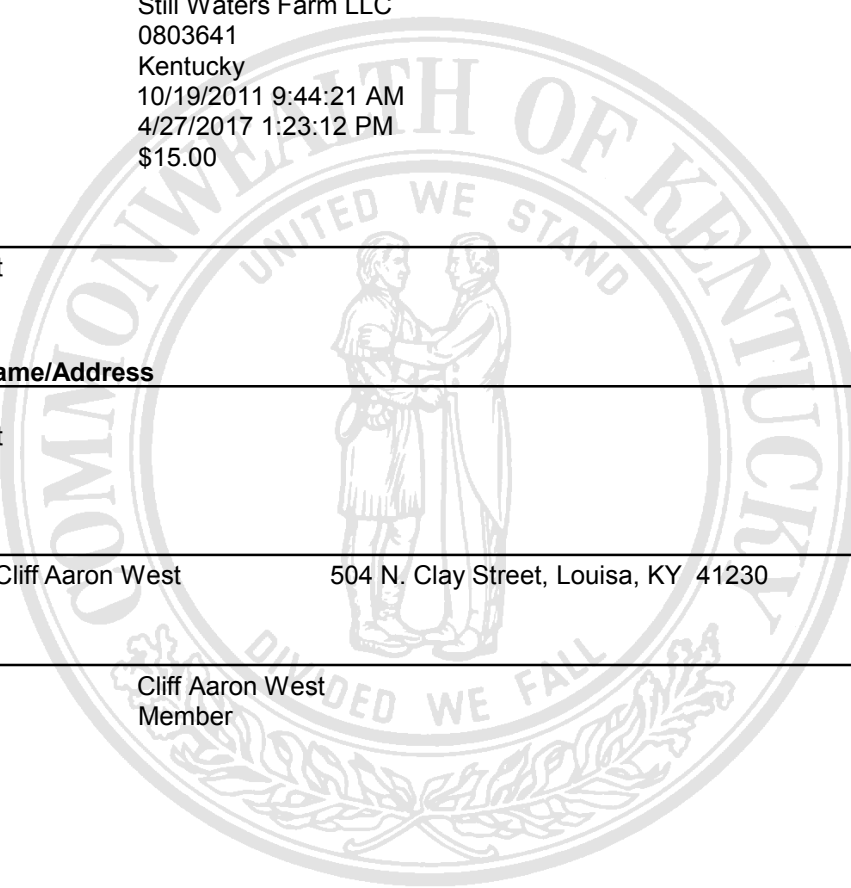 Still Waters Farm LLC
0803641
Kentucky
10/19/2011 9:44:21 AM
4/27/2017 1:23:12 PM
$15.00
COMMONWEALTH OF KENTUCKY
UNITED WE STAND
t
ame/Address
t
Cliff Aaron West 504 N. Clay Street, Louisa, KY 41230
DIVIDED WE FALL
Cliff Aaron West
Member